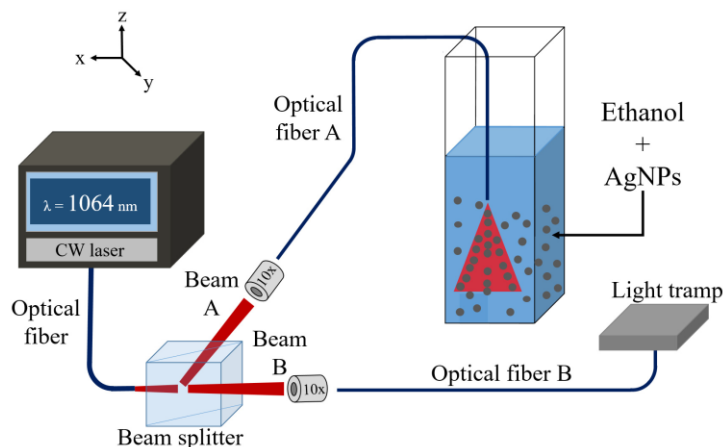 z
x
y
Optical
fiber A
Ethanol
+
AgNPs
λ = 1064 nm
CW laser
Beam
A
10x
Optical
fiber
Beam
B
10x
Light tramp
Optical fiber B
Beam splitter